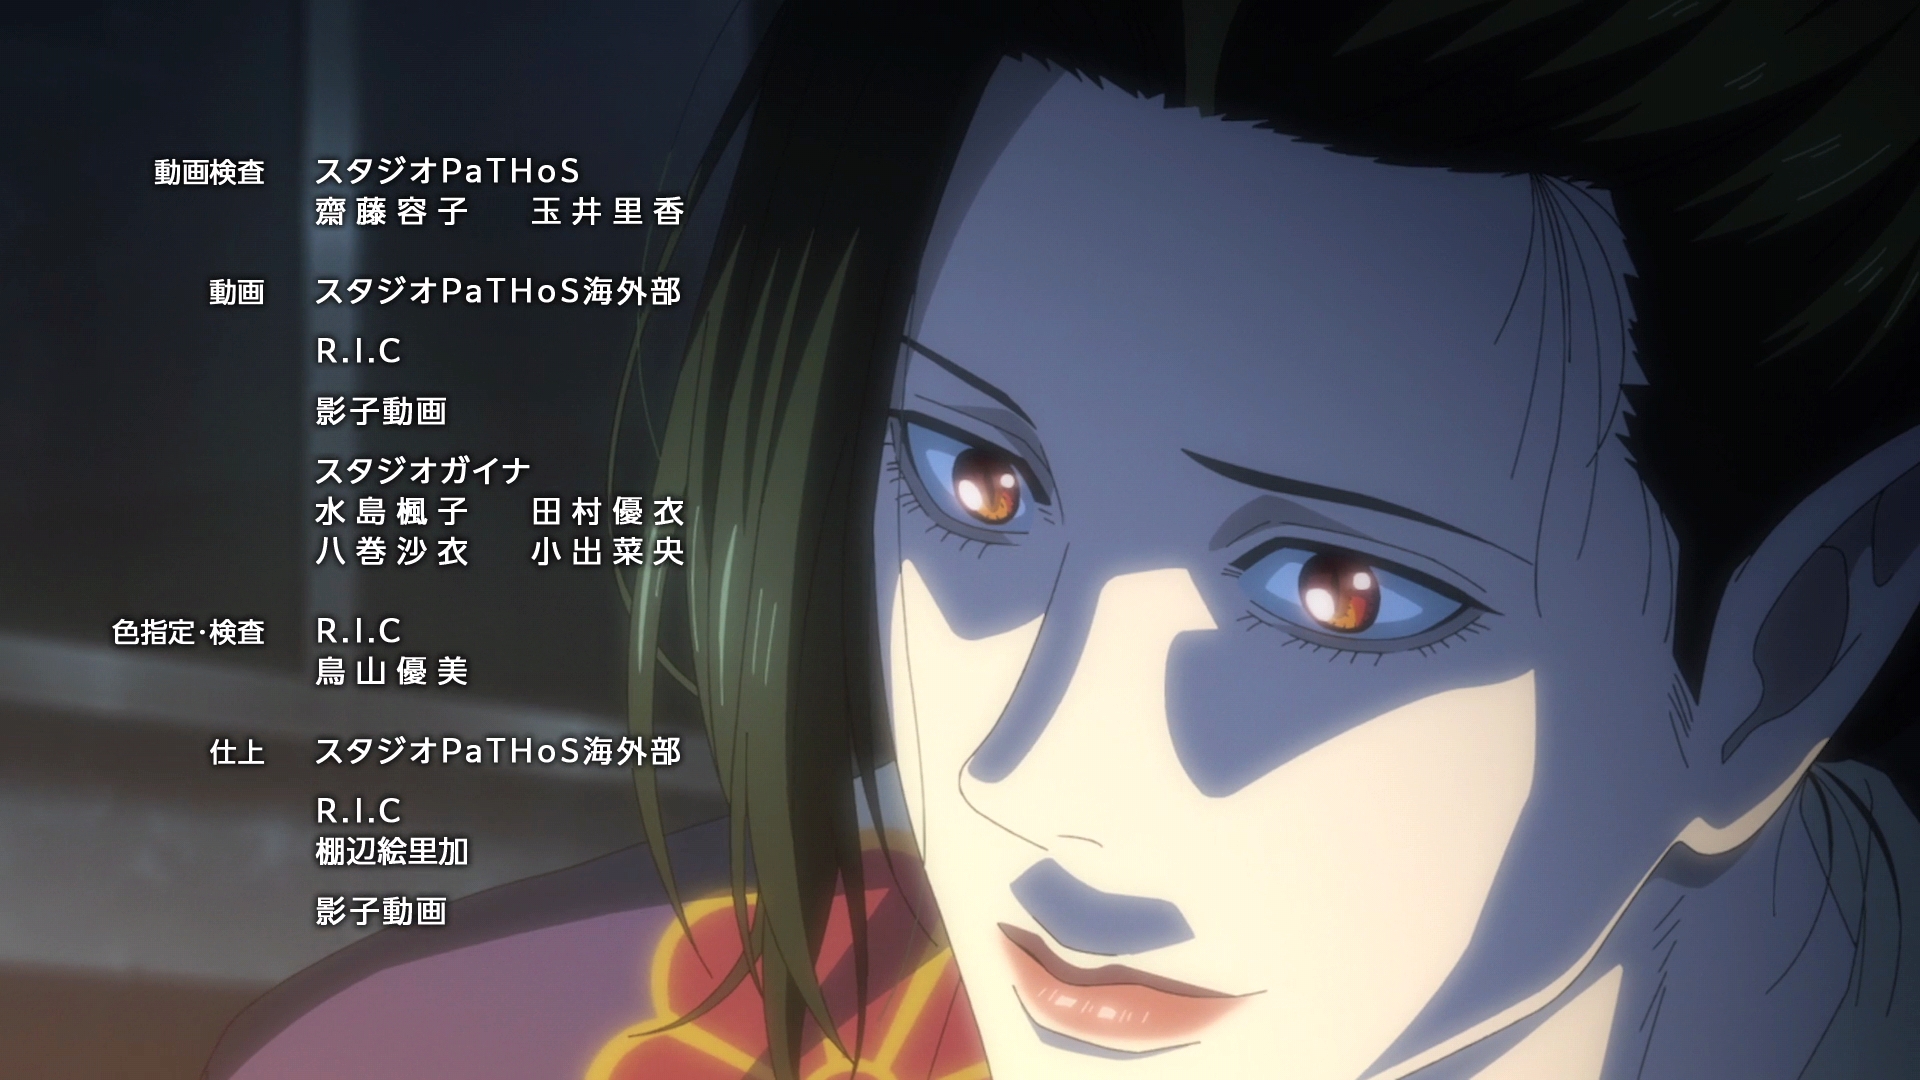 動画検査 スタジオPaTHoS
齋藤容子 玉井里香
動画 スタジオPaTHoS海外部
R.I.C
影子動画
スタジオガイナ
水島楓子 田村優衣
八巻沙衣 小出菜央
色指定･検査 R.I.C
鳥山優美
仕上 スタジオPaTHoS海外部
R.I.C
棚辺絵里加
影子動画